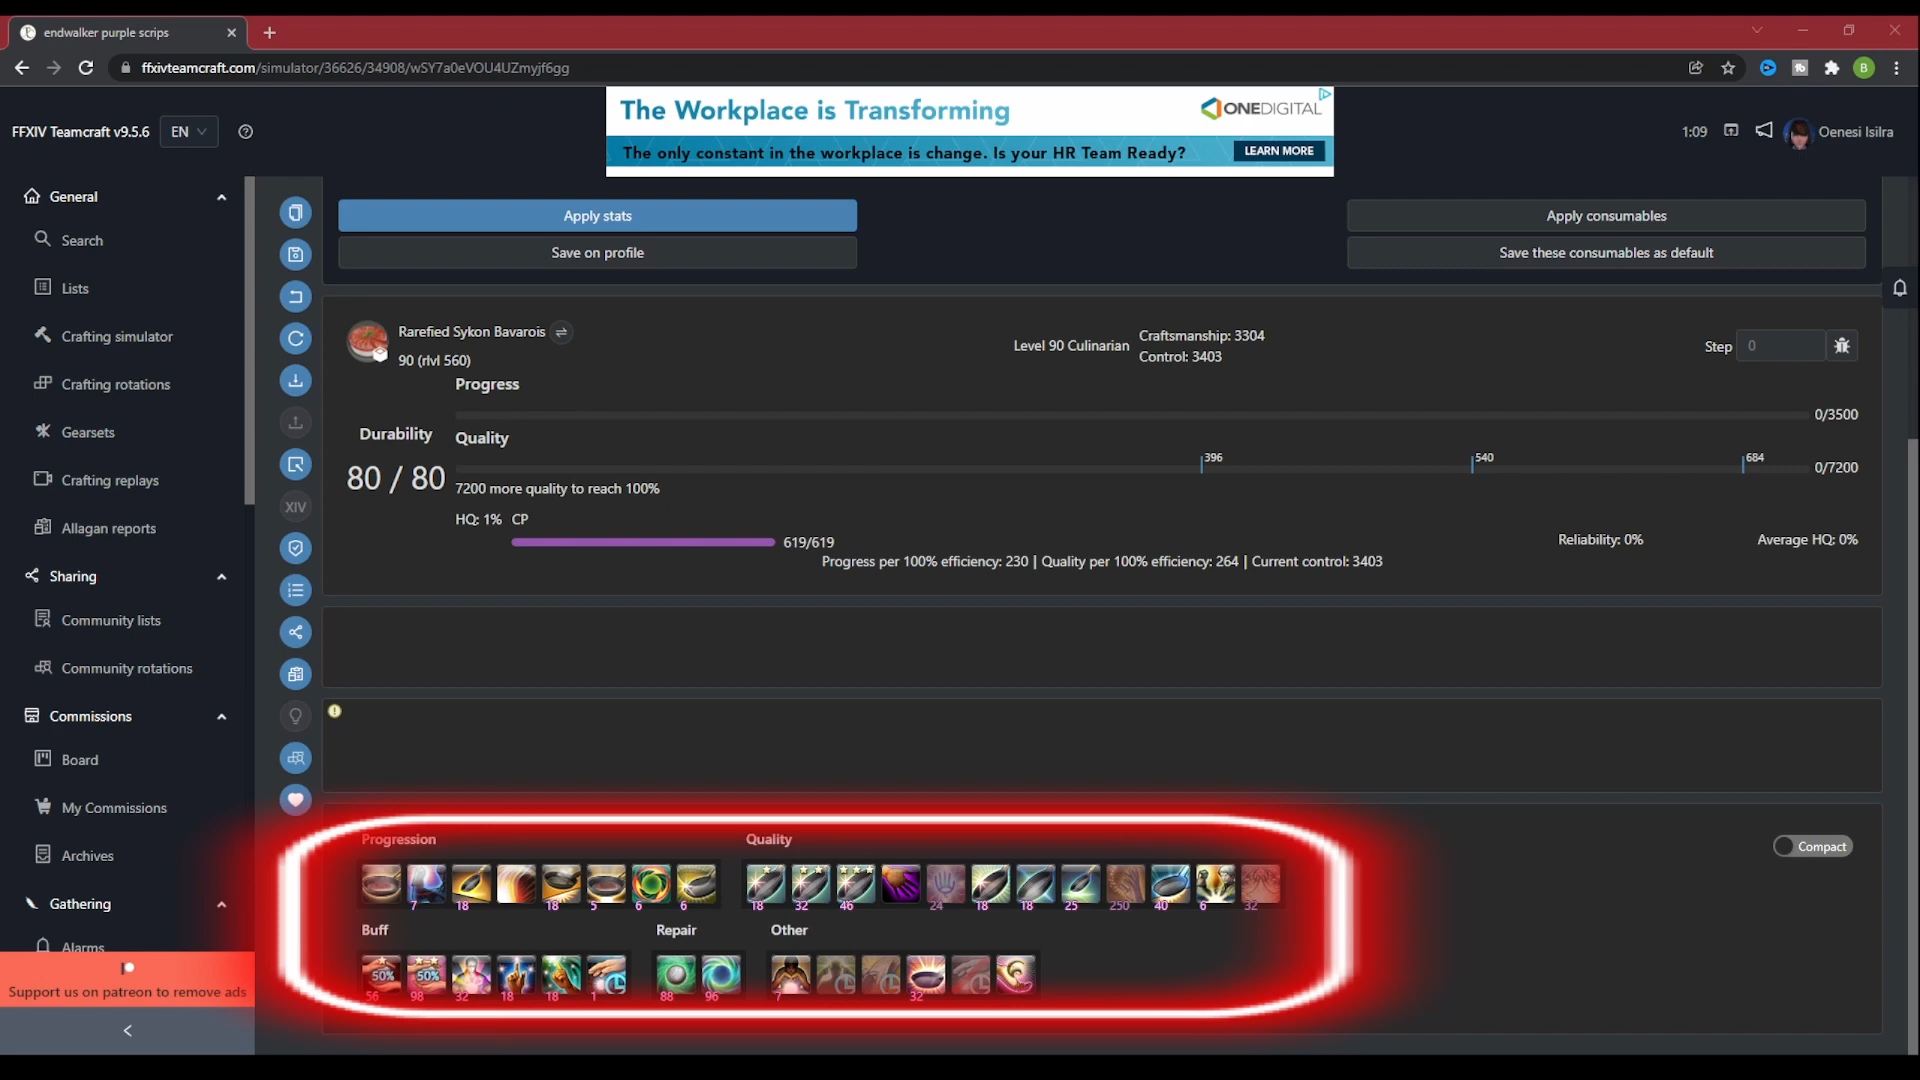 endwalker purple scrips
ffxivteamcraft.com/simulator/36626/34908/wSY7a0eVOU4UZmyjf6gg
B
The Workplace is Transforming
ONEDIGITAL
The only constant in the workplace is change. Is your HR Team Ready?
LEARN MORE
FFXIV Teamcraft v9.5.6
EN
1:09
Oenesi Isilra
General
Search
Lists
Crafting simulator
Crafting rotations
Gearsets
Crafting replays
Allagan reports
Sharing
Community lists
Community rotations
Commissions
Board
My Commissions
Archives
Gathering
Alarms
Support us on patreon to remove ads
XIV
Apply stats
Save on profile
Apply consumables
Save these consumables as default
Rarefied Sykon Bavarois
90 (rlvl 560)
Level 90 Culinarian
Craftsmanship: 3304
Control: 3403
Step
0
Progress
0/3500
Durability
80 / 80
Quality
396
540
684
0/7200
7200 more quality to reach 100%
HQ: 1%
CP
619/619
Reliability: 0%
Average HQ: 0%
Progress per 100% efficiency: 230 | Quality per 100% efficiency: 264 | Current control: 3403
Progression
7 18 18 5 6 6
Quality
18 32 46 24 18 18 25 250 40 6 32
Compact
Buff
50% 50%
56 98 32 18 18 1
Repair
88 96
Other
7 32